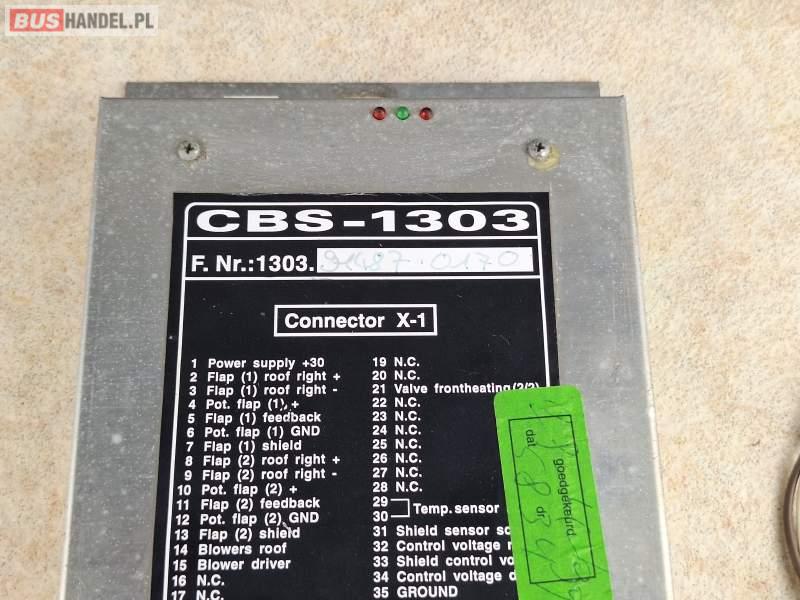 BUSHANDEL.PL
CBS-1303
F. Nr.:1303. 91487.0170
Connector X-1
1 Power supply +30
2 Flap (1) roof right +
3 Flap (1) roof right -
4 Pot. flap (1) +
5 Flap (1) feedback
6 Pot. flap (1) GND
7 Flap (1) shield
8 Flap (2) roof right +
9 Flap (2) roof right -
10 Pot. flap (2) +
11 Flap (2) feedback
12 Pot. flap (2) GND
13 Flap (2) shield
14 Blowers roof
15 Blower driver
16 N.C.
17 N.C.
19 N.C.
20 N.C.
21 Valve frontheating (2/2)
22 N.C.
23 N.C.
24 N.C.
25 N.C.
26 N.C.
27 N.C.
28 N.C.
29
30 Temp. sensor
31 Shield sensor
32 Control voltage
33 Shield control
34 Control voltage
35 GROUND
goedgekeurd
dat
dr